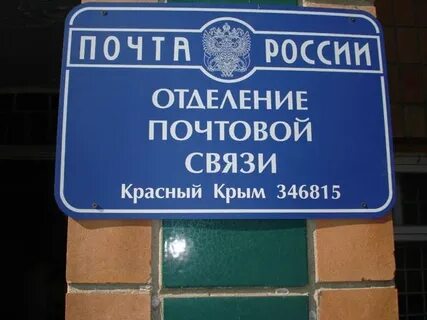 ПОЧТА РОССИИ
ОТДЕЛЕНИЕ
ПОЧТОВОЙ
СВЯЗИ
Красный Крым 346815